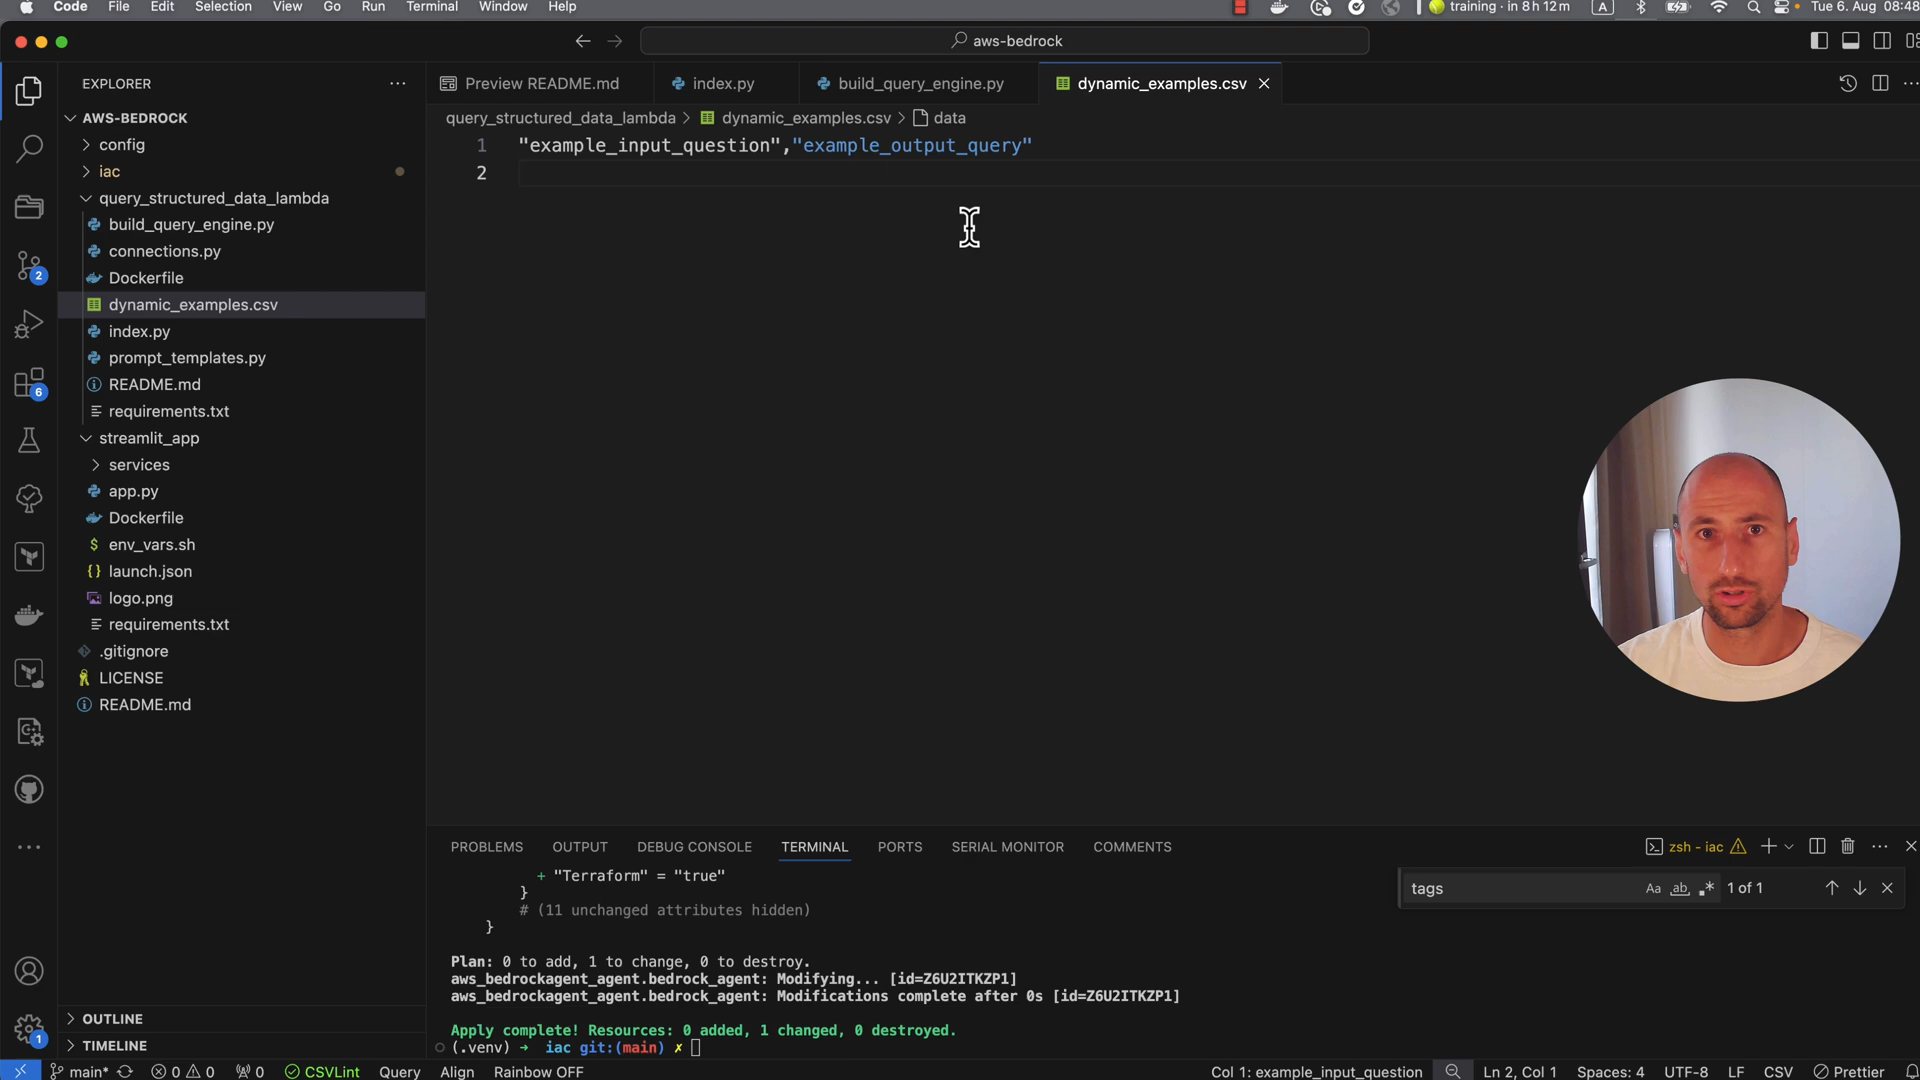 Code File Edit Selection View Go Run Terminal Window Help
training · in 8 h 12 m
A
Tue 6. Aug 08:48
aws-bedrock
EXPLORER
AWS-BEDROCK
config
iac
query_structured_data_lambda
build_query_engine.py
connections.py
Dockerfile
dynamic_examples.csv
index.py
prompt_templates.py
README.md
requirements.txt
streamlit_app
services
app.py
Dockerfile
env_vars.sh
launch.json
logo.png
requirements.txt
.gitignore
LICENSE
README.md
OUTLINE
TIMELINE
2
6
1
Preview README.md
index.py
build_query_engine.py
dynamic_examples.csv
query_structured_data_lambda > dynamic_examples.csv > data
1 "example_input_question","example_output_query"
2
PROBLEMS OUTPUT DEBUG CONSOLE TERMINAL PORTS SERIAL MONITOR COMMENTS
zsh - iac
tags
Aa ab 1 of 1
+ "Terraform" = "true"
}
# (11 unchanged attributes hidden)
}
Plan: 0 to add, 1 to change, 0 to destroy.
aws_bedrockagent_agent.bedrock_agent: Modifying... [id=Z6U2ITKZP1]
aws_bedrockagent_agent.bedrock_agent: Modifications complete after 0s [id=Z6U2ITKZP1]
Apply complete! Resources: 0 added, 1 changed, 0 destroyed.
(.venv) → iac git:(main) ✗
main* 0 0 0 CSVLint Query Align Rainbow OFF
Col 1: example_input_question Ln 2, Col 1 Spaces: 4 UTF-8 LF CSV Prettier